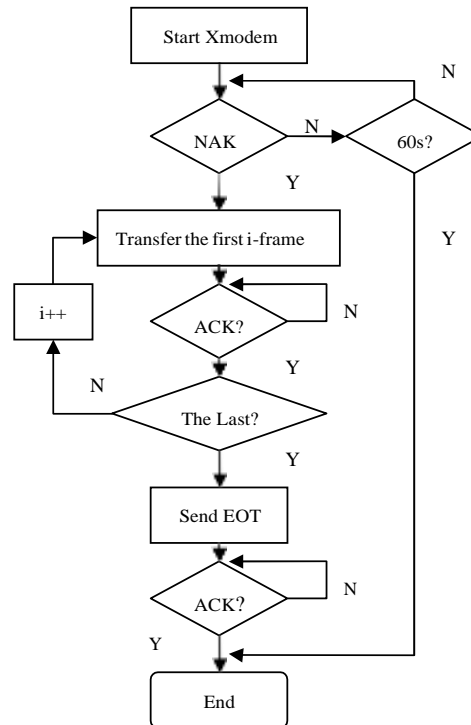 Start Xmodem
N
NAK
N
60s?
Y
Y
Transfer the first i-frame
i++
ACK?
N
Y
N
The Last?
Y
Send EOT
ACK?
N
Y
End